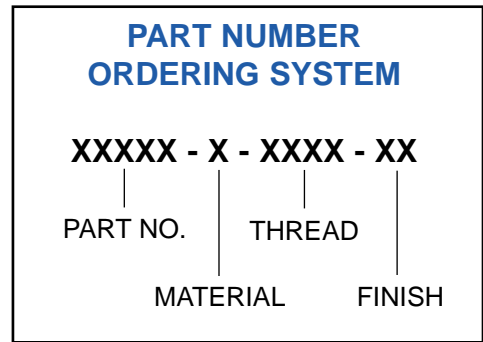 PART NUMBER
ORDERING SYSTEM
XXXXX - X - XXXX - XX
PART NO. THREAD
MATERIAL FINISH